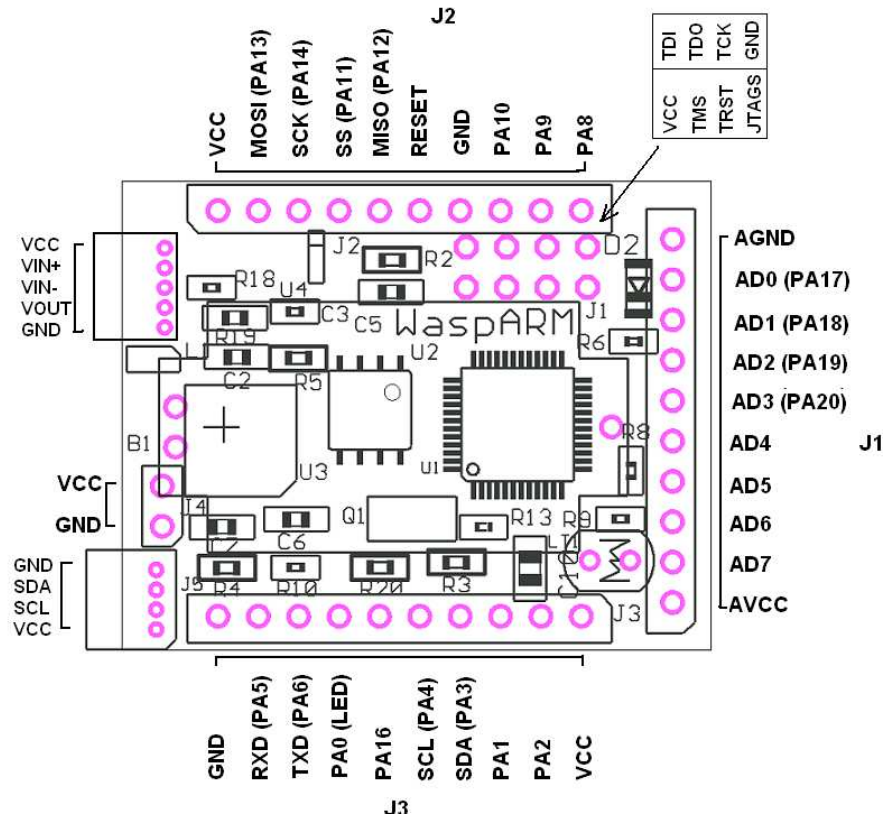 J2
VCC
MOSI (PA13)
SCK (PA14)
SS (PA11)
MISO (PA12)
RESET
GND
PA10
PA9
PA8
TDI
TDO
TCK
GND
VCC
TMS
TRST
JTAGS
VCC
VIN+
VIN-
VOUT
GND
J2
R2
D2
R18
U4
C3
C5
J1
WaspARM
R19
R6
L1
C2
R5
U2
B1
U3
U1
R8
VCC
GND
J4
C7
C6
Q1
R13
R9
GND
SDA
SCL
VCC
J5
R4
R10
R20
R3
C10
J3
AGND
AD0 (PA17)
AD1 (PA18)
AD2 (PA19)
AD3 (PA20)
AD4
AD5
AD6
AD7
AVCC
J1
GND
RXD (PA5)
TXD (PA6)
PA0 (LED)
PA16
SCL (PA4)
SDA (PA3)
PA1
PA2
VCC
J3